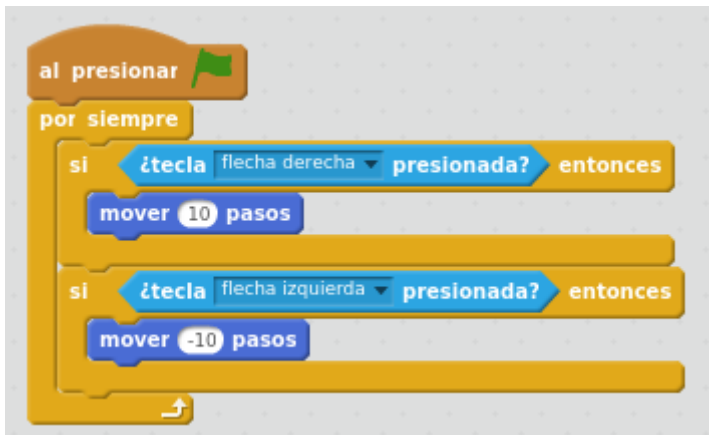 al presionar
por siempre
si ¿tecla flecha derecha presionada? entonces
mover 10 pasos
si ¿tecla flecha izquierda presionada? entonces
mover -10 pasos